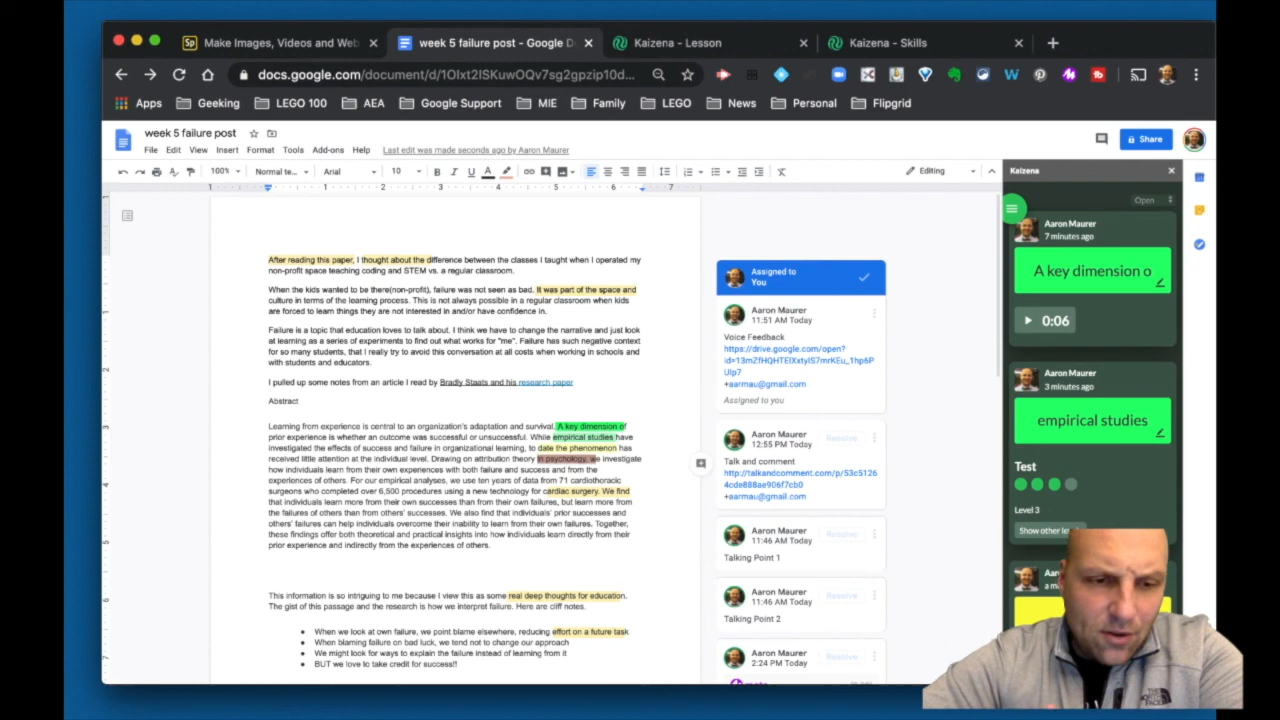 Make Images, Videos and Web
week 5 failure post - Google Do
Kaizena - Lesson
Kaizena - Skills
docs.google.com/document/d/1OIxt2ISKuwOQv7sg2gpzip10d...
Apps
Geeking
LEGO 100
AEA
Google Support
MIE
Family
LEGO
News
Personal
Flipgrid
week 5 failure post
File Edit View Insert Format Tools Add-ons Help Last edit was made seconds ago by Aaron Maurer
Share
100% Normal te... Arial 10 Editing
After reading this paper, I thought about the difference between the classes I taught when I operated my
non-profit space teaching coding and STEM vs. a regular classroom.
When the kids wanted to be there(non-profit), failure was not seen as bad. It was part of the space and
culture in terms of the learning process. This is not always possible in a regular classroom when kids
are forced to learn things they are not interested in and/or have confidence in.
Failure is a topic that education loves to talk about. I think we have to change the narrative and just look
at learning as a series of experiments to find out what works for "me". Failure has such negative context
for so many students, that I really try to avoid this conversation at all costs when working in schools and
with students and educators.
I pulled up some notes from an article I read by Bradly Staats and his research paper
Abstract
Learning from experience is central to an organization's adaptation and survival. A key dimension of
prior experience is whether an outcome was successful or unsuccessful. While empirical studies have
investigated the effects of success and failure in organizational learning, to date the phenomenon has
received little attention at the individual level. Drawing on attribution theory in psychology, we investigate
how individuals learn from their own experiences with both failure and success and from the
experiences of others. For our empirical analyses, we use ten years of data from 71 cardiothoracic
surgeons who completed over 6,500 procedures using a new technology for cardiac surgery. We find
that individuals learn more from their own successes than from their own failures, but learn more from
the failures of others than from others' successes. We also find that individuals' prior successes and
others' failures can help individuals overcome their inability to learn from their own failures. Together,
these findings offer both theoretical and practical insights into how individuals learn directly from their
prior experience and indirectly from the experiences of others.
This information is so intriguing to me because I view this as some real deep thoughts for education.
The gist of this passage and the research is how we interpret failure. Here are cliff notes.
● When we look at own failure, we point blame elsewhere, reducing effort on a future task
● When blaming failure on bad luck, we tend not to change our approach
● We might look for ways to explain the failure instead of learning from it
● BUT we love to take credit for success!!
Assigned to
You
Aaron Maurer
11:51 AM Today
Voice Feedback
https://drive.google.com/open?
id=13mZfHQHTEIXxtyIS7mrKEu_1hp6P
UIp7
+aarmau@gmail.com
Assigned to you
Aaron Maurer
12:55 PM Today
Resolve
Talk and comment
http://talkandcomment.com/p/53c5126
4cde888ae906f7cb0
+aarmau@gmail.com
Aaron Maurer
11:46 AM Today
Resolve
Talking Point 1
Aaron Maurer
11:46 AM Today
Resolve
Talking Point 2
Aaron Maurer
2:24 PM Today
Resolve
Kaizena
Open
Aaron Maurer
7 minutes ago
A key dimension o
0:06
Aaron Maurer
3 minutes ago
empirical studies
Test
Level 3
Show other le